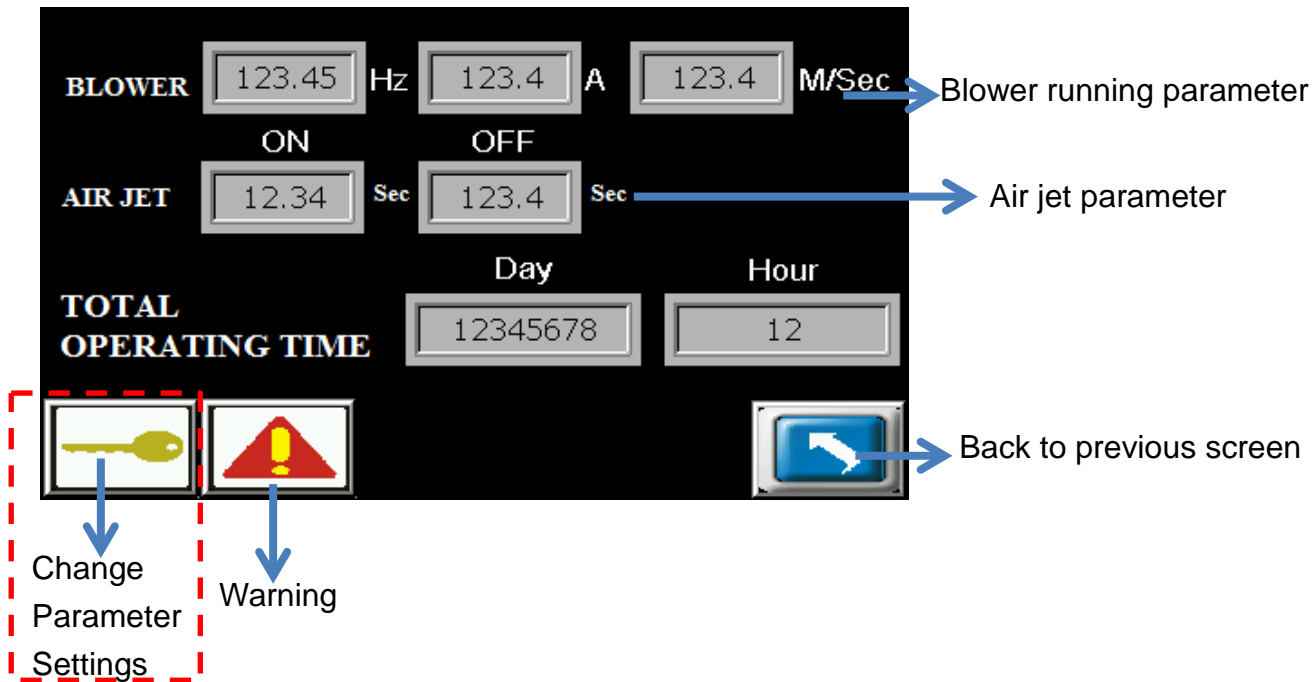 BLOWER 123.45 Hz 123.4 A 123.4 M/Sec Blower running parameter
ON OFF
AIR JET 12.34 Sec 123.4 Sec Air jet parameter
Day Hour
TOTAL
OPERATING TIME 12345678 12
Back to previous screen
Change
Parameter
Settings
Warning